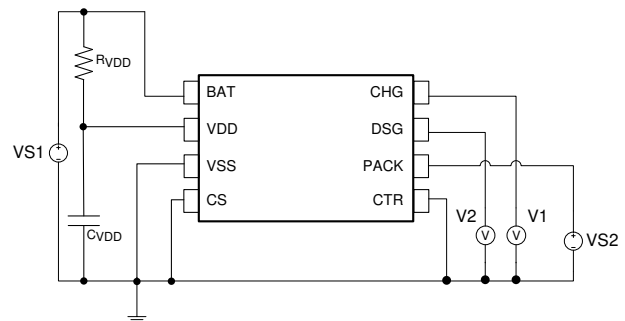 RVDD
BAT
CHG
VDD
DSG
VS1
VSS
PACK
CS
CTR
V2
V1
V
V
VS2
CVDD